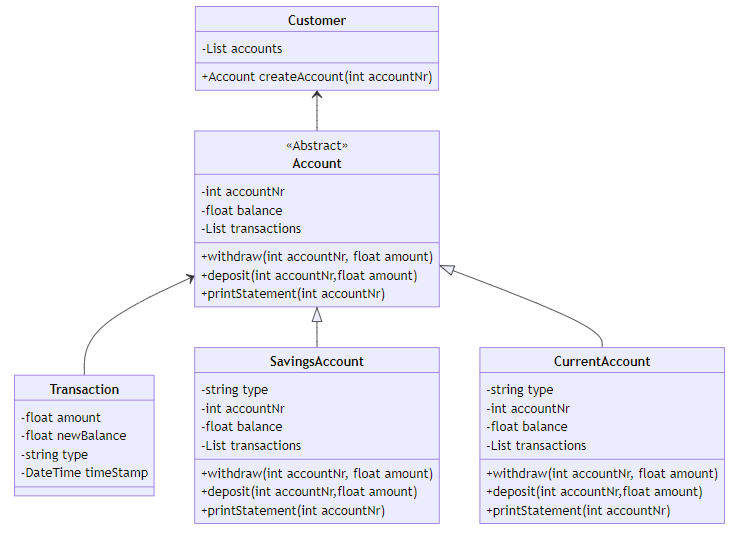 Customer
-List accounts
+Account createAccount(int accountNr)
«Abstract»
Account
-int accountNr
-float balance
-List transactions
+withdraw(int accountNr, float amount)
+deposit(int accountNr,float amount)
+printStatement(int accountNr)
Transaction
-float amount
-float newBalance
-string type
-DateTime timeStamp
SavingsAccount
-string type
-int accountNr
-float balance
-List transactions
+withdraw(int accountNr, float amount)
+deposit(int accountNr,float amount)
+printStatement(int accountNr)
CurrentAccount
-string type
-int accountNr
-float balance
-List transactions
+withdraw(int accountNr, float amount)
+deposit(int accountNr,float amount)
+printStatement(int accountNr)